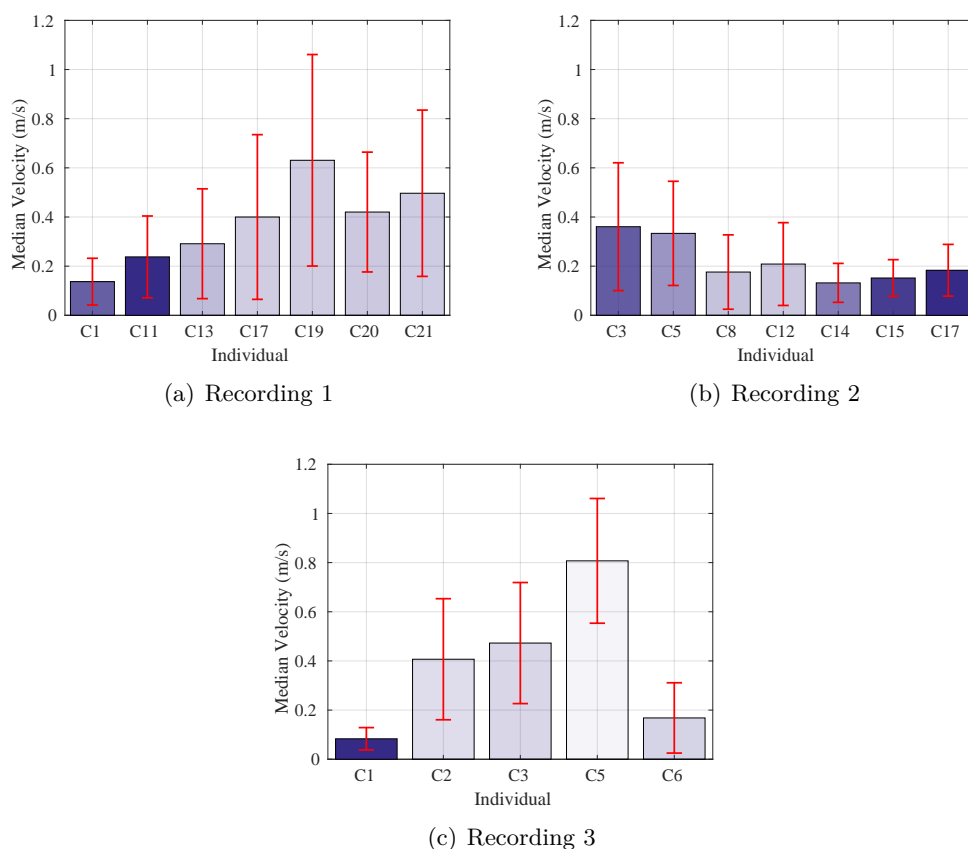 1.2
1
0.8
0.6
0.4
0.2
0
Median Velocity (m/s)
C1 C11 C13 C17 C19 C20 C21
Individual
(a) Recording 1
1.2
1
0.8
0.6
0.4
0.2
0
Median Velocity (m/s)
C3 C5 C8 C12 C14 C15 C17
Individual
(b) Recording 2
1.2
1
0.8
0.6
0.4
0.2
0
Median Velocity (m/s)
C1 C2 C3 C5 C6
Individual
(c) Recording 3